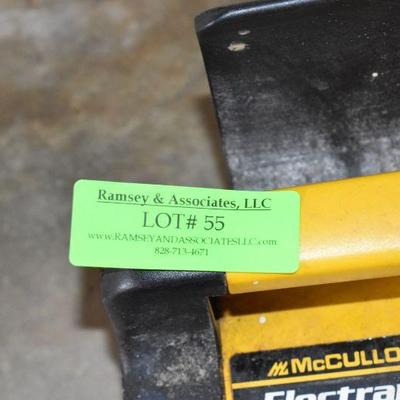 Ramsey & Associates, LLC
LOT# 55
www.RAMSEYANDASSOCIATESLLC.com
828-713-4671
McCULLO
Electra